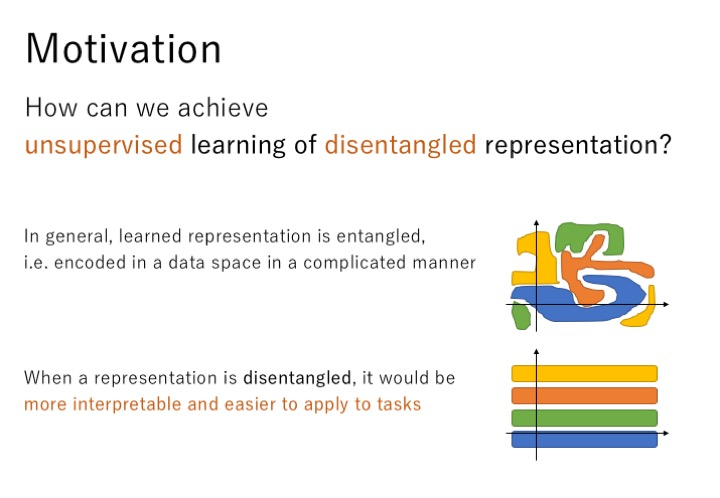 Motivation
How can we achieve
unsupervised learning of disentangled representation?
In general, learned representation is entangled,
i.e. encoded in a data space in a complicated manner
When a representation is disentangled, it would be
more interpretable and easier to apply to tasks